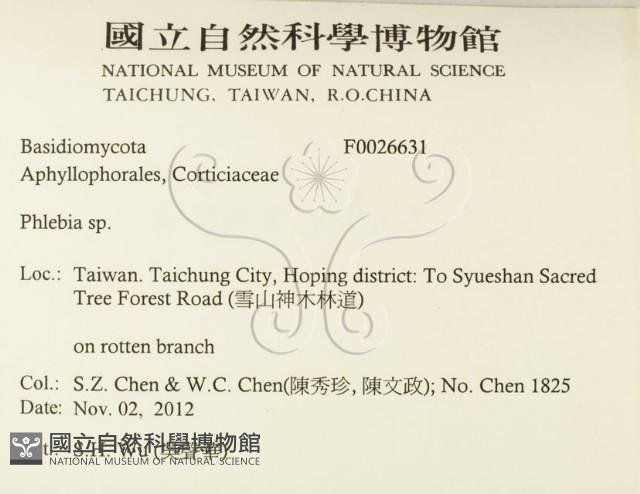 國立自然科學博物館
NATIONAL MUSEUM OF NATURAL SCIENCE
TAICHUNG, TAIWAN, R.O.CHINA
Basidiomycota F0026631
Aphyllophorales, Corticiaceae
Phlebia sp.
Loc.: Taiwan. Taichung City, Hoping district: To Syueshan Sacred
Tree Forest Road (雪山神木林道)
on rotten branch
Col.: S.Z. Chen & W.C. Chen(陳秀珍, 陳文政); No. Chen 1825
Date: Nov. 02, 2012
S.H. Wu
國立自然科學博物館
NATIONAL MUSEUM OF NATURAL SCIENCE